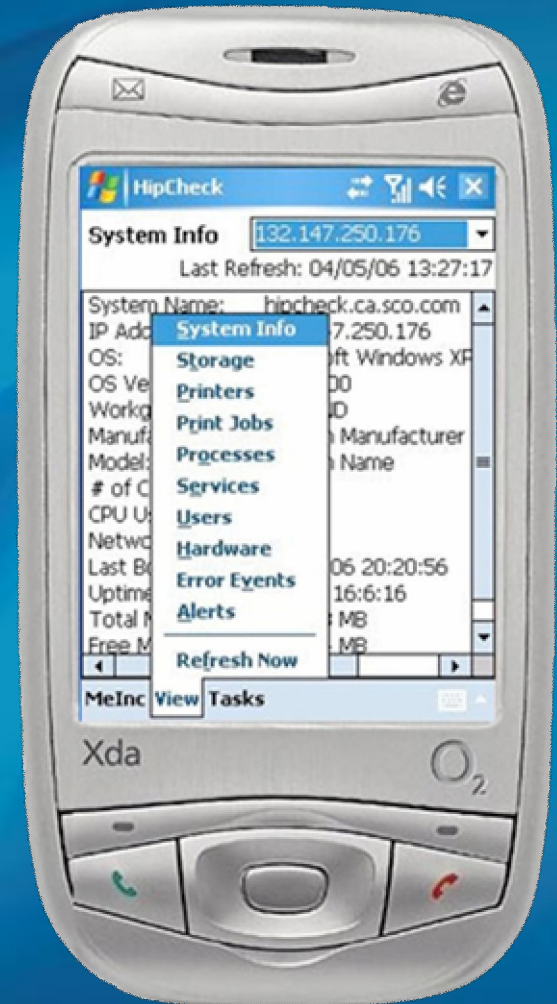 HipCheck
System Info 132.147.250.176
Last Refresh: 04/05/06 13:27:17
System Name: hipcheck.ca.sco.com
IP Add 7.250.176
OS: oft Windows XP
OS Ve 00
Workg D
Manufa Manufacturer
Model: Name
# of C
CPU U
Netwo
Last Bo 06 20:20:56
Uptime 16:6:16
Total M MB
Free M MB
System Info
Storage
Printers
Print Jobs
Processes
Services
Users
Hardware
Error Events
Alerts
Refresh Now
MeInc View Tasks
Xda O2